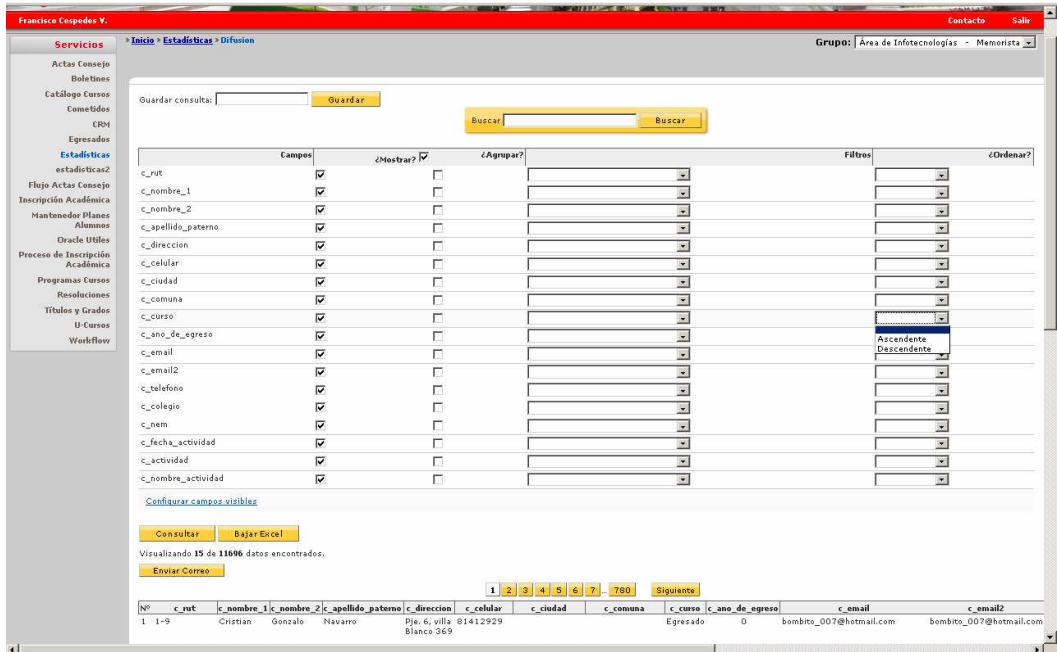 Francisco Cespedes V. Contacto Salir
Servicios
» Inicio » Estadísticas » Difusion
Grupo: Área de Infotecnologías - Memorista
Actas Consejo
Boletines
Catálogo Cursos
Cometidos
CRM
Egresados
Estadísticas
estadisticas2
Flujo Actas Consejo
Inscripción Académica
Mantenedor Planes
Alumnos
Oracle Utiles
Proceso de Inscripción
Académica
Programas Cursos
Resoluciones
Títulos y Grados
U-Cursos
Workflow
Guardar consulta: Guardar
Buscar Buscar
Campos ¿Mostrar? ¿Agrupar? Filtros ¿Ordenar?
c_rut
c_nombre_1
c_nombre_2
c_apellido_paterno
c_direccion
c_celular
c_ciudad
c_comuna
c_curso
c_ano_de_egreso
Ascendente
c_email
Descendente
c_email2
c_telefono
c_colegio
c_nem
c_fecha_actividad
c_actividad
c_nombre_actividad
Configurar campos visibles
Consultar Bajar Excel
Visualizando 15 de 11696 datos encontrados.
Enviar Correo
1 2 3 4 5 6 7 .. 780 Siguiente
Nº c_rut c_nombre_1 c_nombre_2 c_apellido_paterno c_direccion c_celular c_ciudad c_comuna c_curso c_ano_de_egreso c_email c_email2
1 1-9 Cristian Gonzalo Navarro Pje. 6, villa 81412929 Egresado 0 bombito_007@hotmail.com bombito_007@hotmail.com
Blanco 369